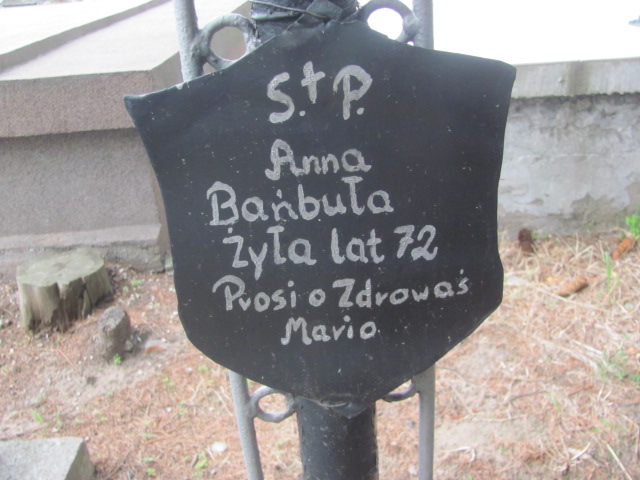 S.†P.
Anna
Bańbuła
żyła lat 72
Prosi o Zdrowaś
Mario